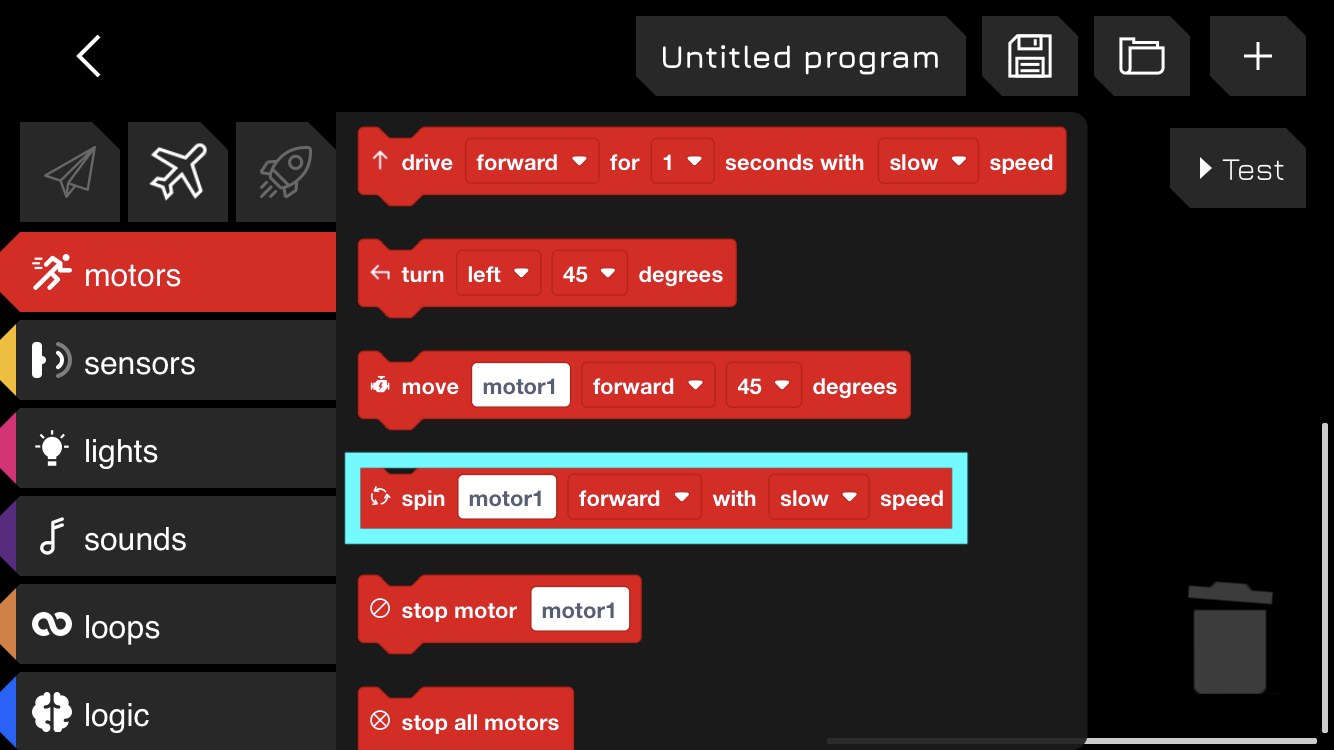 Untitled program
Test
motors
sensors
lights
sounds
loops
logic
drive forward for 1 seconds with slow speed
turn left 45 degrees
move motor1 forward 45 degrees
spin motor1 forward with slow speed
stop motor motor1
stop all motors